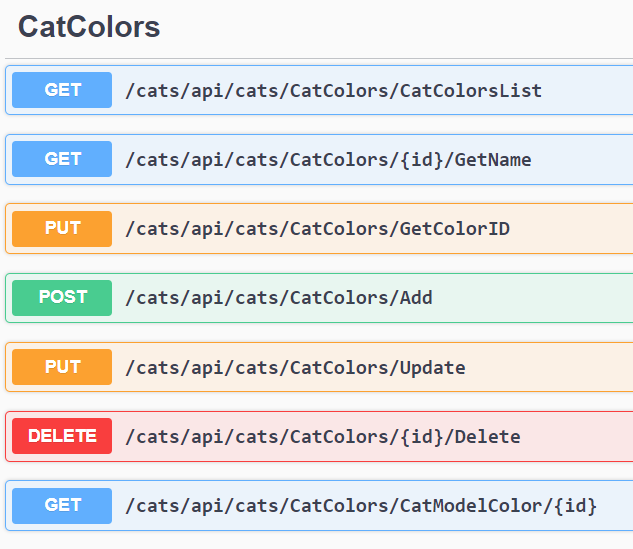 CatColors
GET /cats/api/cats/CatColors/CatColorsList
GET /cats/api/cats/CatColors/{id}/GetName
PUT /cats/api/cats/CatColors/GetColorID
POST /cats/api/cats/CatColors/Add
PUT /cats/api/cats/CatColors/Update
DELETE /cats/api/cats/CatColors/{id}/Delete
GET /cats/api/cats/CatColors/CatModelColor/{id}